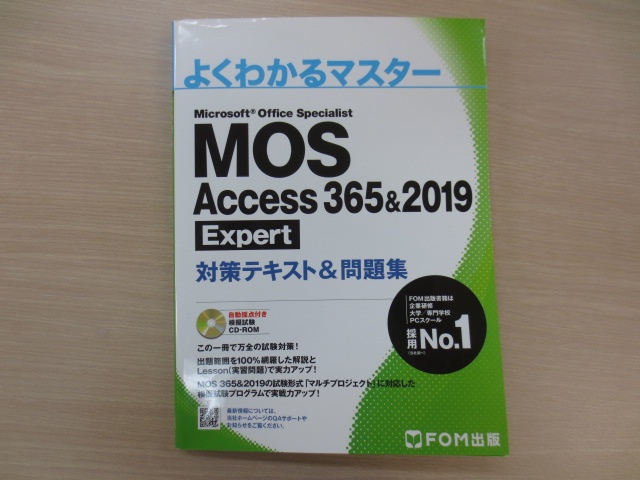 よくわかるマスター
Microsoft® Office Specialist
MOS
Access 365&2019
Expert
対策テキスト&問題集
自動採点付き
模擬試験
CD-ROM
FOM出版書籍は
企業研修
大学/専門学校
PCスクール
採用No.1
この一冊で万全の試験対策!
出題範囲を100%網羅した解説と
Lesson(実習問題)で実力アップ!
MOS 365&2019の試験形式「マルチプロジェクト」に対応した
模擬試験プログラムで実戦力アップ!
最新情報については、
当社ホームページのQAサポートや
お知らせをご覧ください。
FOM出版